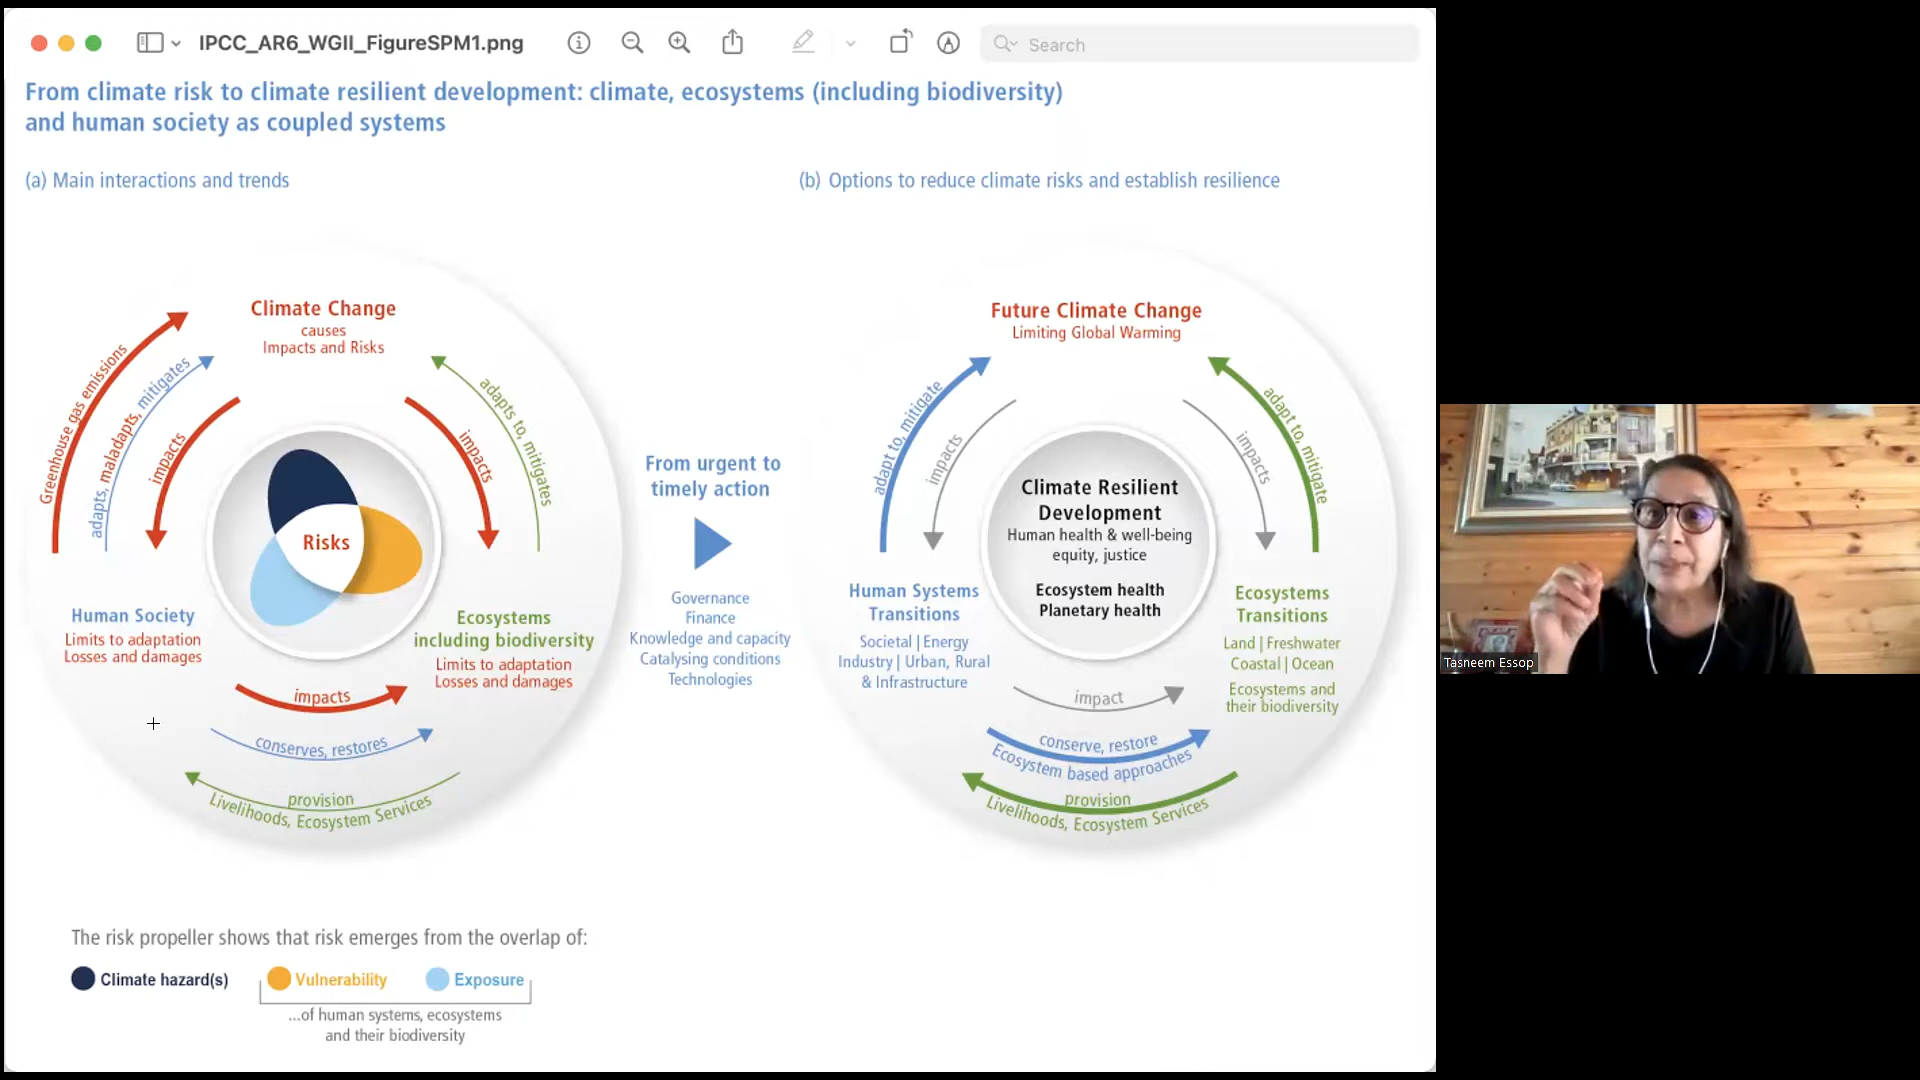 IPCC_AR6_WGII_FigureSPM1.png
Search
From climate risk to climate resilient development: climate, ecosystems (including biodiversity)
and human society as coupled systems
(a) Main interactions and trends
Climate Change
causes
Impacts and Risks
Greenhouse gas emissions
adapts, maladapts, mitigates
impacts
impacts
adapts to, mitigates
Risks
Human Society
Limits to adaptation
Losses and damages
Ecosystems
including biodiversity
Limits to adaptation
Losses and damages
impacts
conserves, restores
provision
Livelihoods, Ecosystem Services
From urgent to
timely action
Governance
Finance
Knowledge and capacity
Catalysing conditions
Technologies
(b) Options to reduce climate risks and establish resilience
Future Climate Change
Limiting Global Warming
adapt to, mitigate
impacts
impacts
adapt to, mitigate
Climate Resilient
Development
Human health & well-being
equity, justice
Ecosystem health
Planetary health
Human Systems
Transitions
Societal | Energy
Industry | Urban, Rural
& Infrastructure
Ecosystems
Transitions
Land | Freshwater
Coastal | Ocean
Ecosystems and
their biodiversity
impact
conserve, restore
Ecosystem based approaches
provision
Livelihoods, Ecosystem Services
The risk propeller shows that risk emerges from the overlap of:
Climate hazard(s)
Vulnerability
Exposure
...of human systems, ecosystems
and their biodiversity
Tasneem Essop